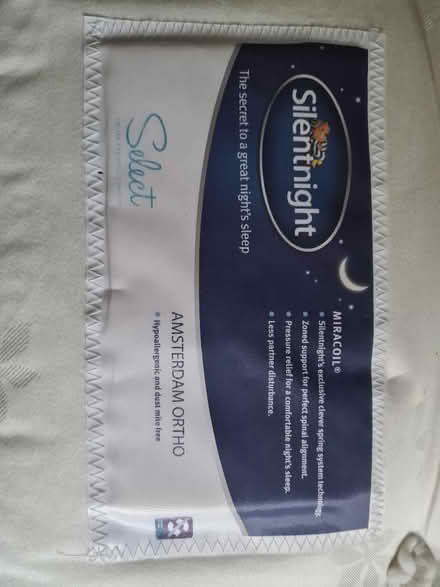 Silentnight
The secret to a great night's sleep
MIRACOIL®
Silentnight's exclusive clever spring system technology.
Zoned support for perfect spinal alignment.
Pressure relief for a comfortable night's sleep.
Less partner disturbance.
Select
AMSTERDAM ORTHO
Hypoallergenic and dust mite free